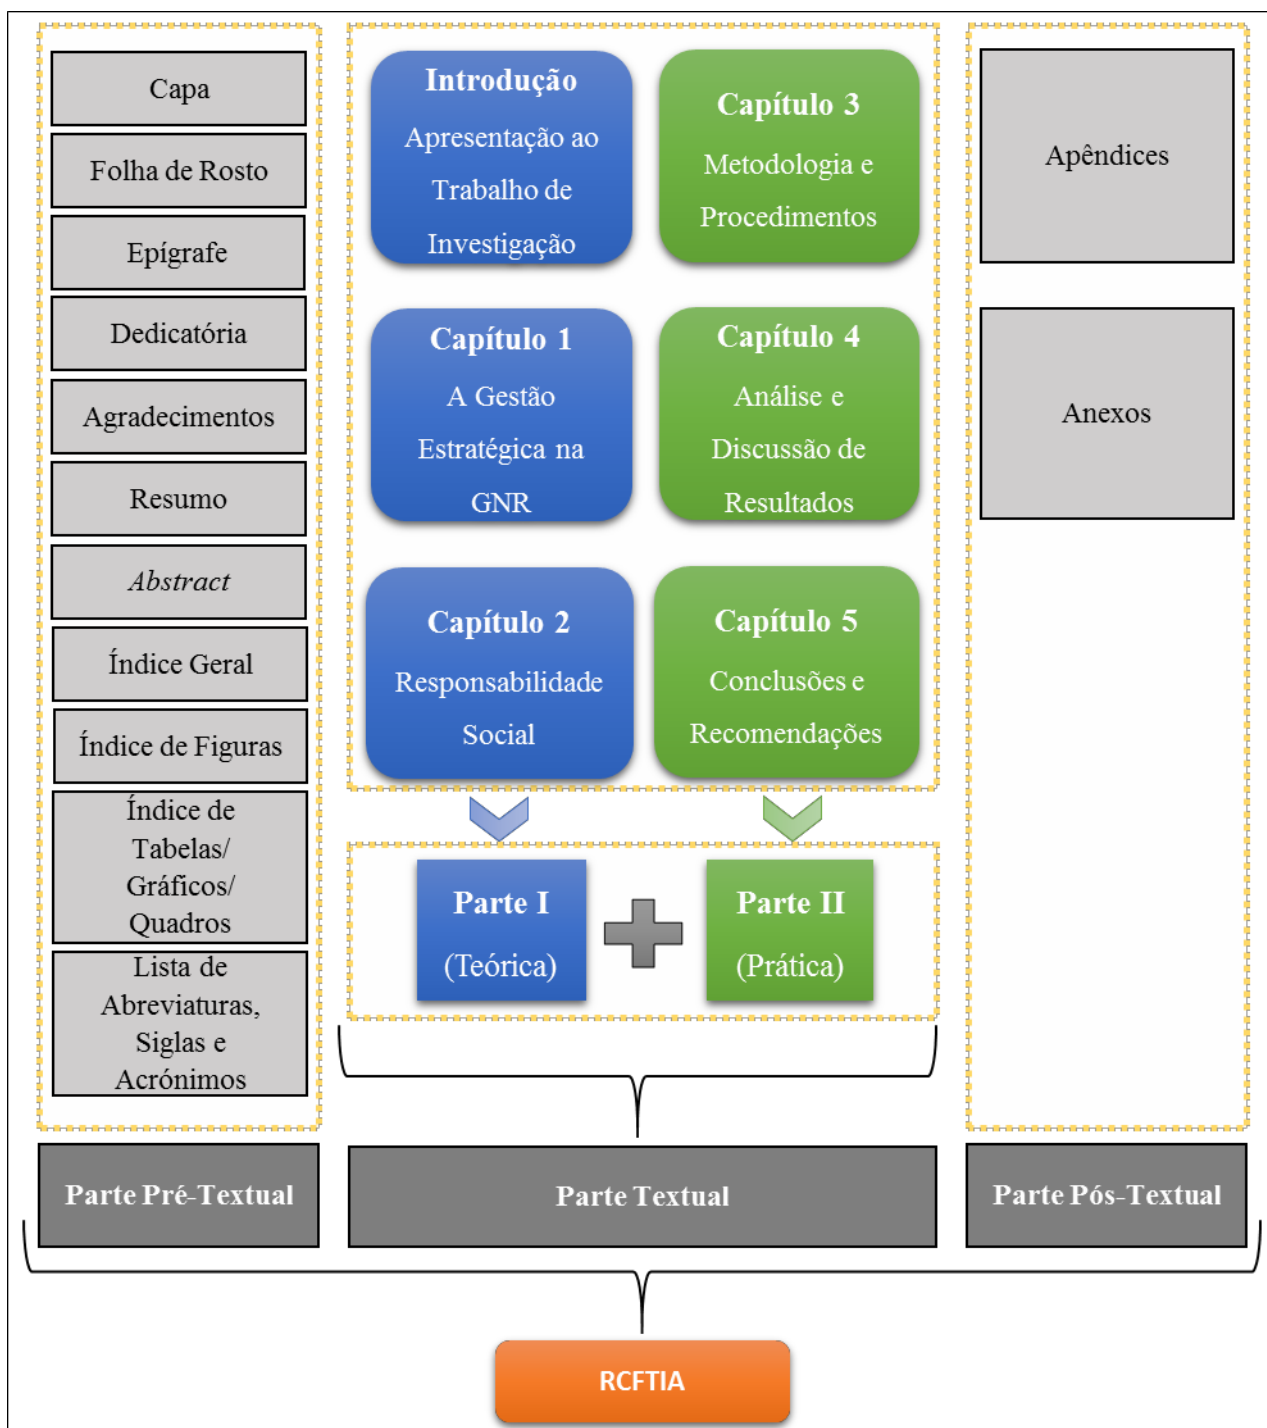 Capa
Folha de Rosto
Epígrafe
Dedicatória
Agradecimentos
Resumo
Abstract
Índice Geral
Índice de Figuras
Índice de
Tabelas/
Gráficos/
Quadros
Lista de
Abreviaturas,
Siglas e
Acrónimos
Parte Pré-Textual
Introdução
Apresentação ao
Trabalho de
Investigação
Capítulo 1
A Gestão
Estratégica na
GNR
Capítulo 2
Responsabilidade
Social
Capítulo 3
Metodologia e
Procedimentos
Capítulo 4
Análise e
Discussão de
Resultados
Capítulo 5
Conclusões e
Recomendações
Parte I
(Teórica)
Parte II
(Prática)
Parte Textual
Apêndices
Anexos
Parte Pós-Textual
RCFTIA